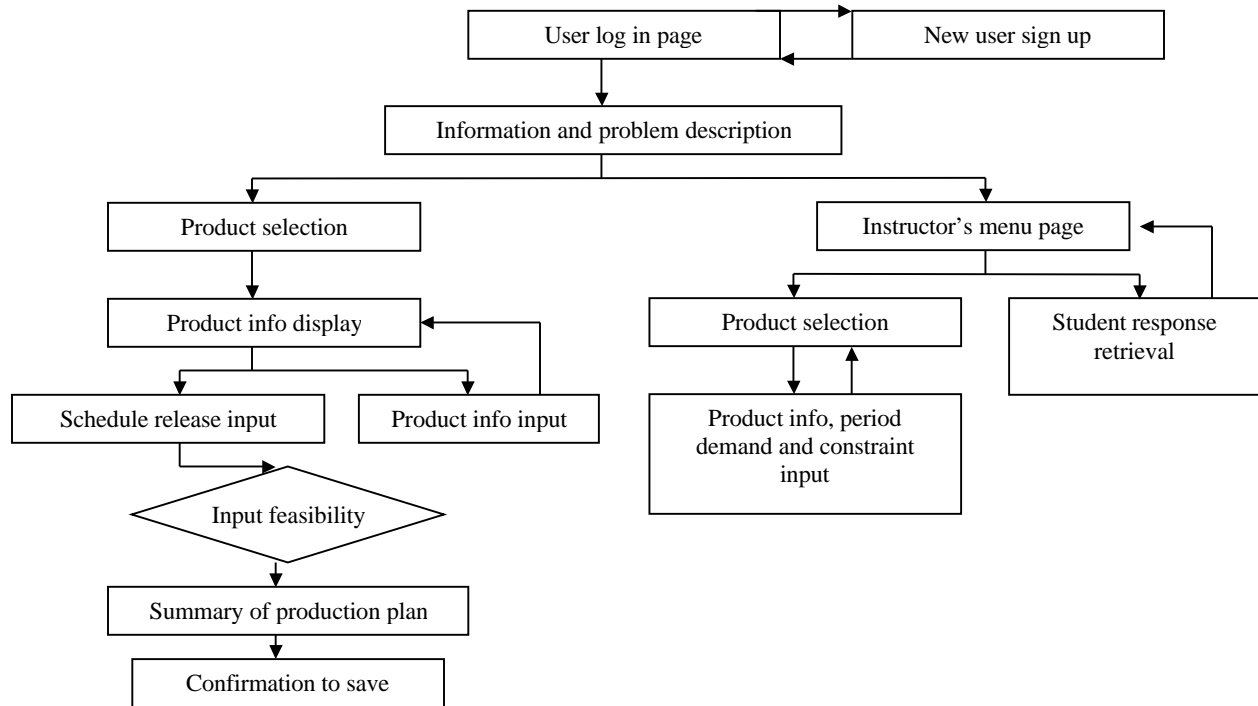 User log in page
New user sign up
Information and problem description
Product selection
Instructor’s menu page
Product info display
Product selection
Student response
retrieval
Schedule release input
Product info input
Product info, period
demand and constraint
input
Input feasibility
Summary of production plan
Confirmation to save